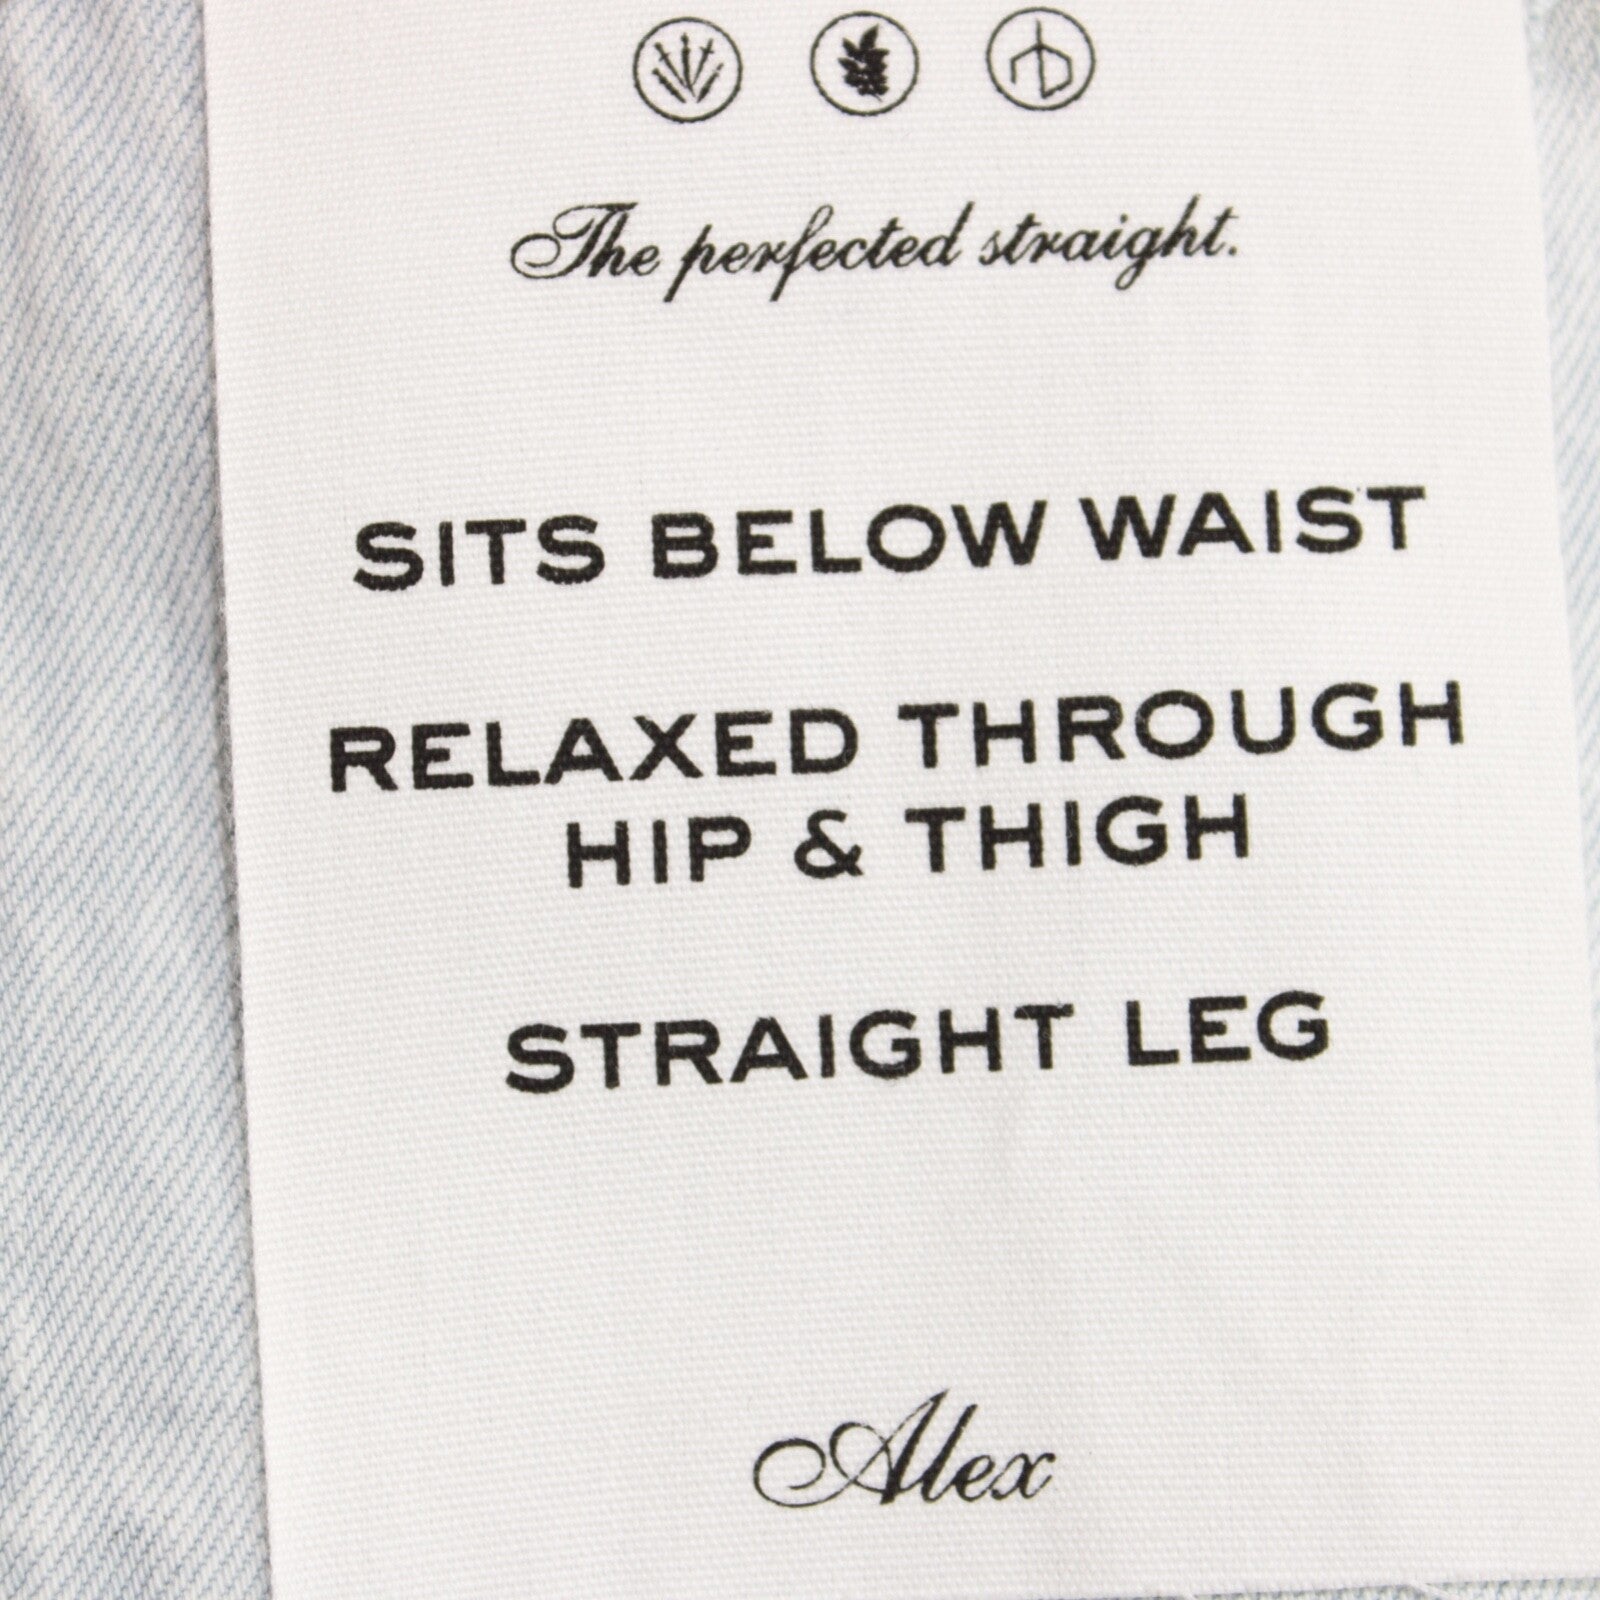 The perfected straight.
SITS BELOW WAIST
RELAXED THROUGH
HIP & THIGH
STRAIGHT LEG
Alex